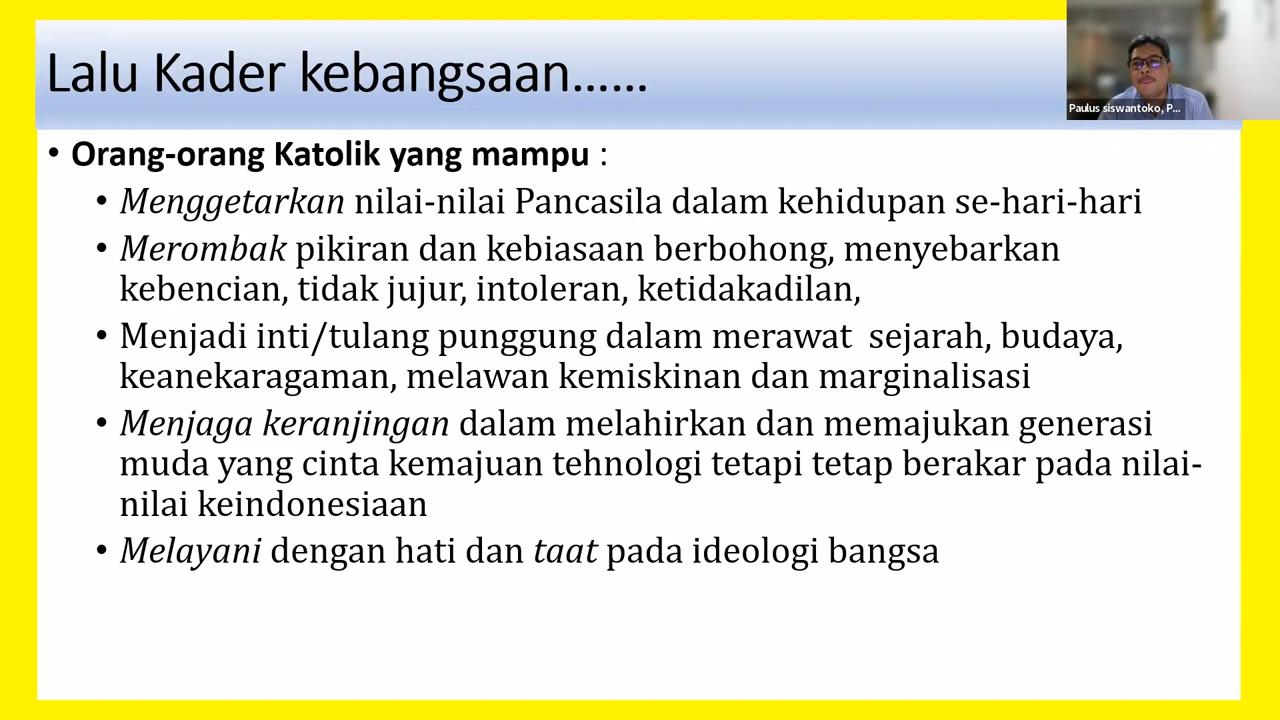 Lalu Kader kebangsaan......
Paulus siswantoko, P...
• Orang-orang Katolik yang mampu :
• Menggetarkan nilai-nilai Pancasila dalam kehidupan se-hari-hari
• Merombak pikiran dan kebiasaan berbohong, menyebarkan
kebencian, tidak jujur, intoleran, ketidakadilan,
• Menjadi inti/tulang punggung dalam merawat  sejarah, budaya,
keanekaragaman, melawan kemiskinan dan marginalisasi
• Menjaga keranjingan dalam melahirkan dan memajukan generasi
muda yang cinta kemajuan tehnologi tetapi tetap berakar pada nilai-
nilai keindonesiaan
• Melayani dengan hati dan taat pada ideologi bangsa